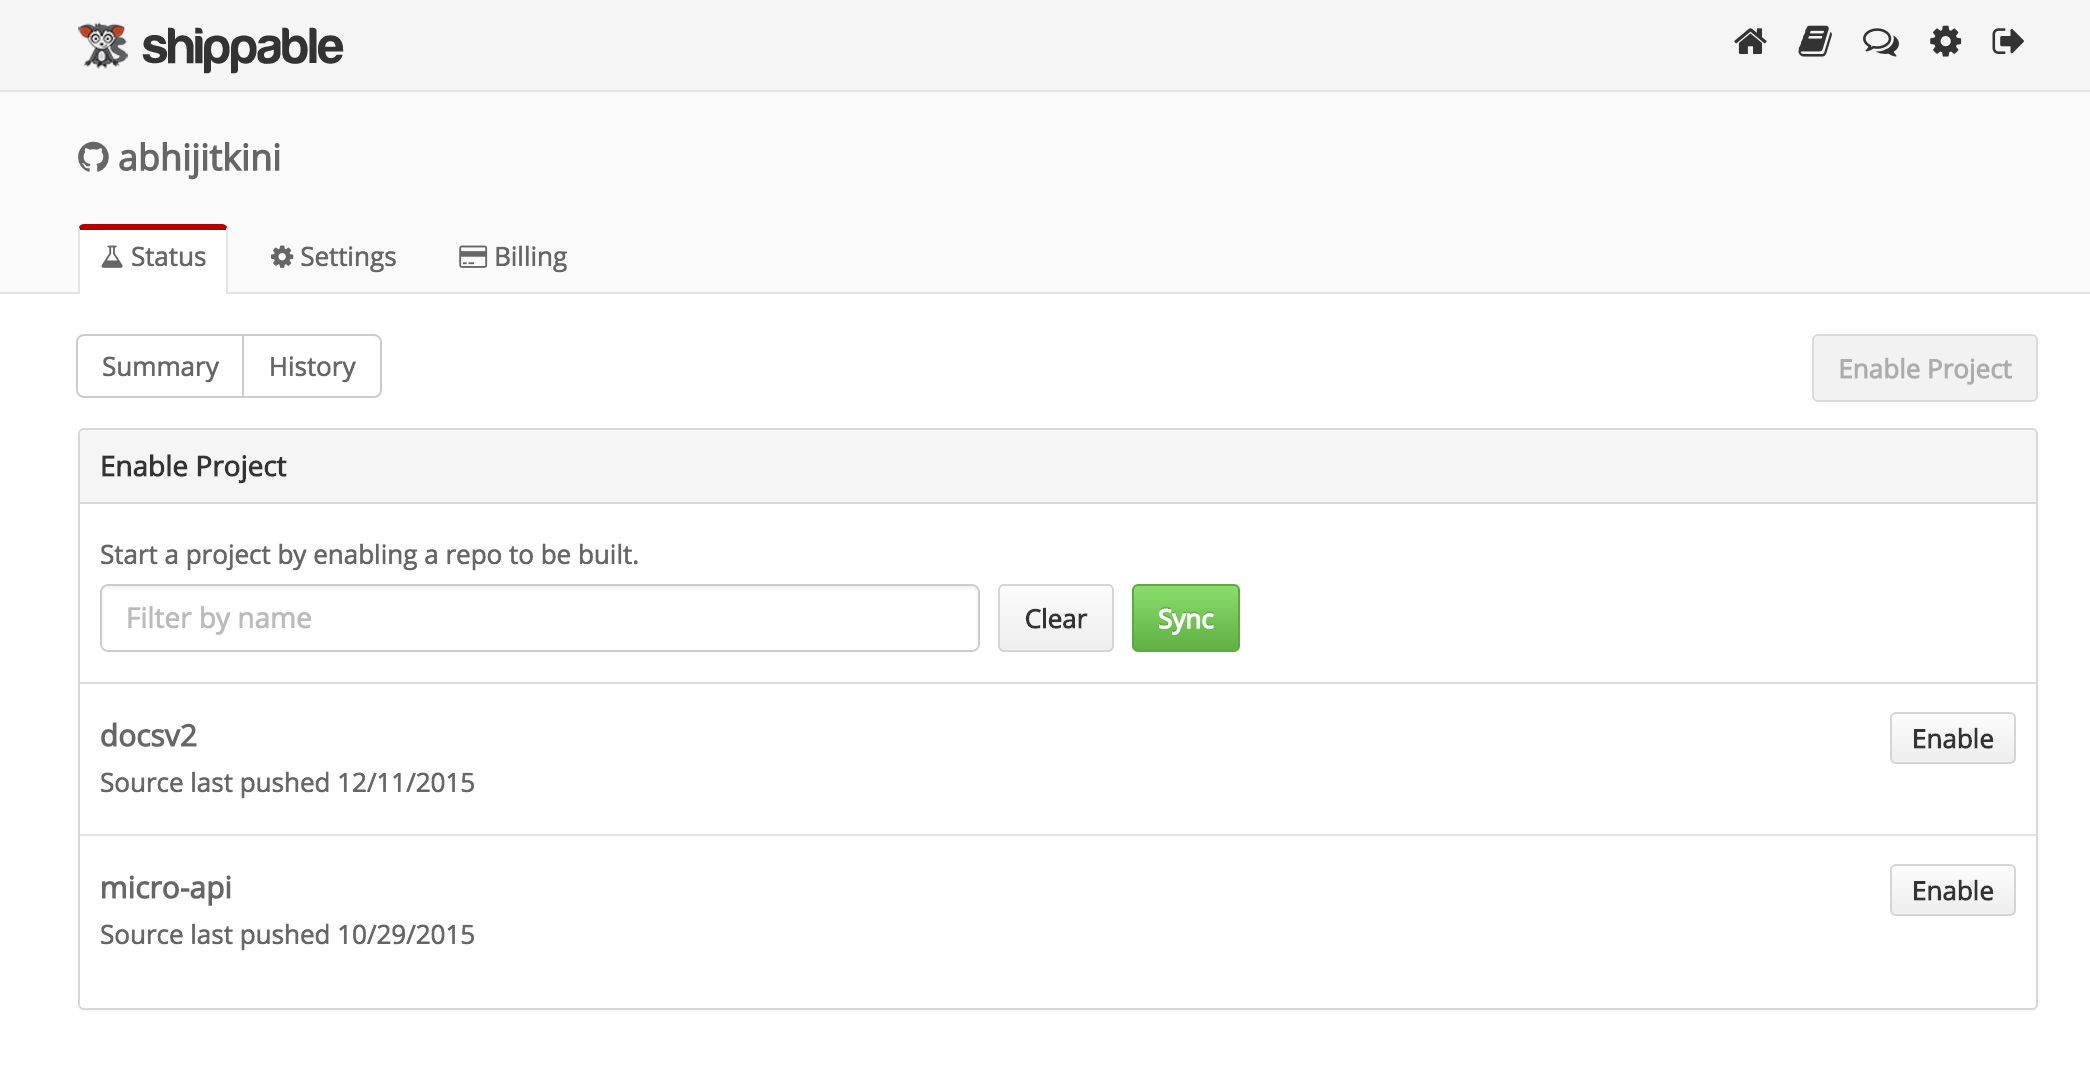 shippable
abhijitkini
Status Settings Billing
Summary History Enable Project
Enable Project
Start a project by enabling a repo to be built.
Filter by name Clear Sync
docsv2 Enable
Source last pushed 12/11/2015
micro-api Enable
Source last pushed 10/29/2015